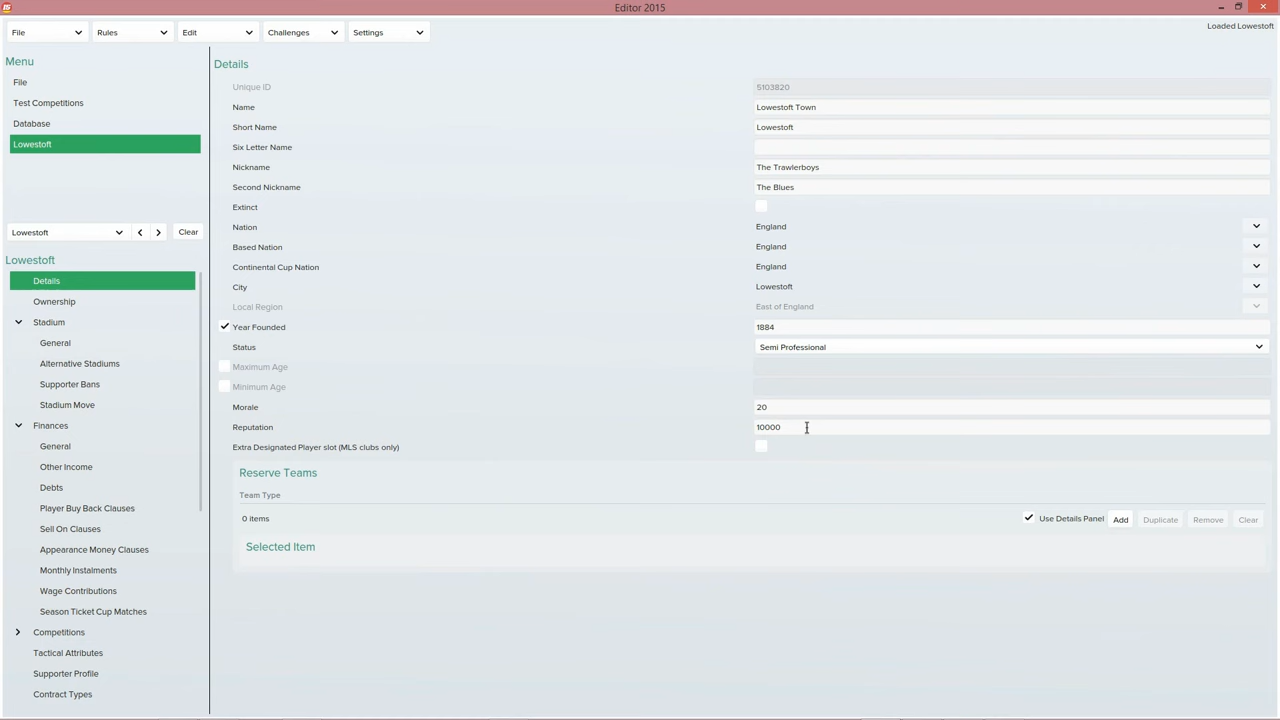 Editor 2015
File
Rules
Edit
Challenges
Settings
Loaded Lowestoft
Menu
File
Test Competitions
Database
Lowestoft
Lowestoft
Clear
Lowestoft
Details
Ownership
Stadium
General
Alternative Stadiums
Supporter Bans
Stadium Move
Finances
General
Other Income
Debts
Player Buy Back Clauses
Sell On Clauses
Appearance Money Clauses
Monthly Instalments
Wage Contributions
Season Ticket Cup Matches
Competitions
Tactical Attributes
Supporter Profile
Contract Types
Details
Unique ID 5103820
Name Lowestoft Town
Short Name Lowestoft
Six Letter Name
Nickname The Trawlerboys
Second Nickname The Blues
Extinct
Nation England
Based Nation England
Continental Cup Nation England
City Lowestoft
Local Region East of England
Year Founded 1884
Status Semi Professional
Maximum Age
Minimum Age
Morale 20
Reputation 10000
Extra Designated Player slot (MLS clubs only)
Reserve Teams
Team Type
0 items Use Details Panel Add Duplicate Remove Clear
Selected Item